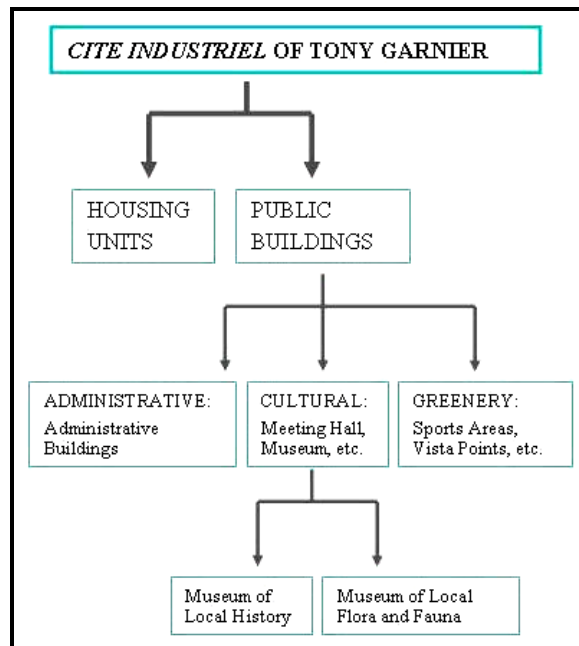 CITE INDUSTRIEL OF TONY GARNIER
HOUSING
UNITS
PUBLIC
BUILDINGS
ADMINISTRATIVE:
Administrative
Buildings
CULTURAL:
Meeting Hall,
Museum, etc.
GREENERY:
Sports Areas,
Vista Points, etc.
Museum of
Local History
Museum of Local
Flora and Fauna